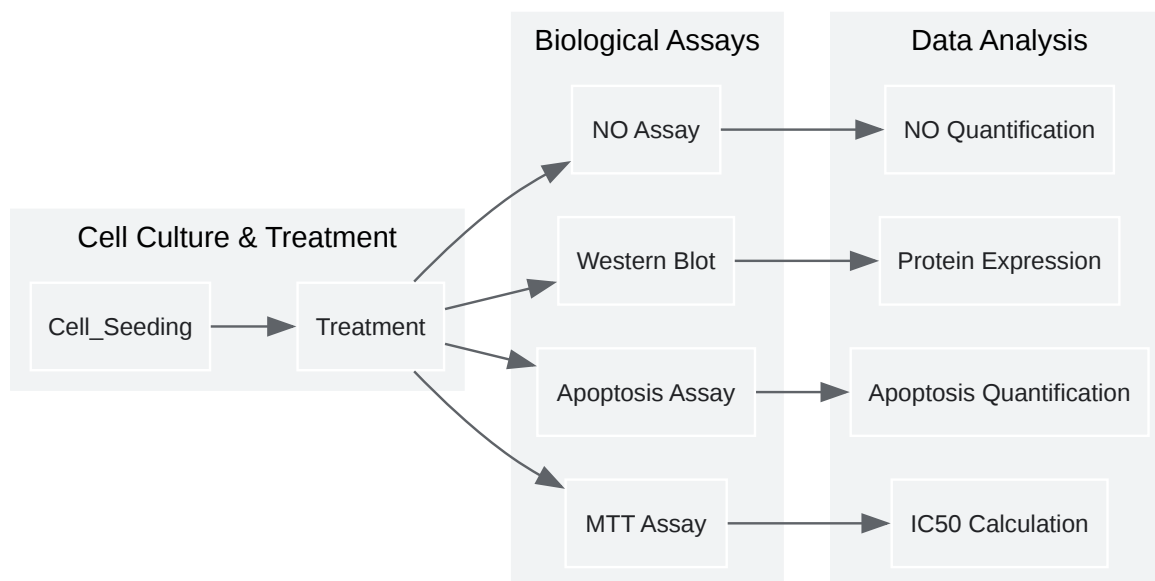 Cell Culture & Treatment
Cell_Seeding
Treatment
Biological Assays
NO Assay
Western Blot
Apoptosis Assay
MTT Assay
Data Analysis
NO Quantification
Protein Expression
Apoptosis Quantification
IC50 Calculation